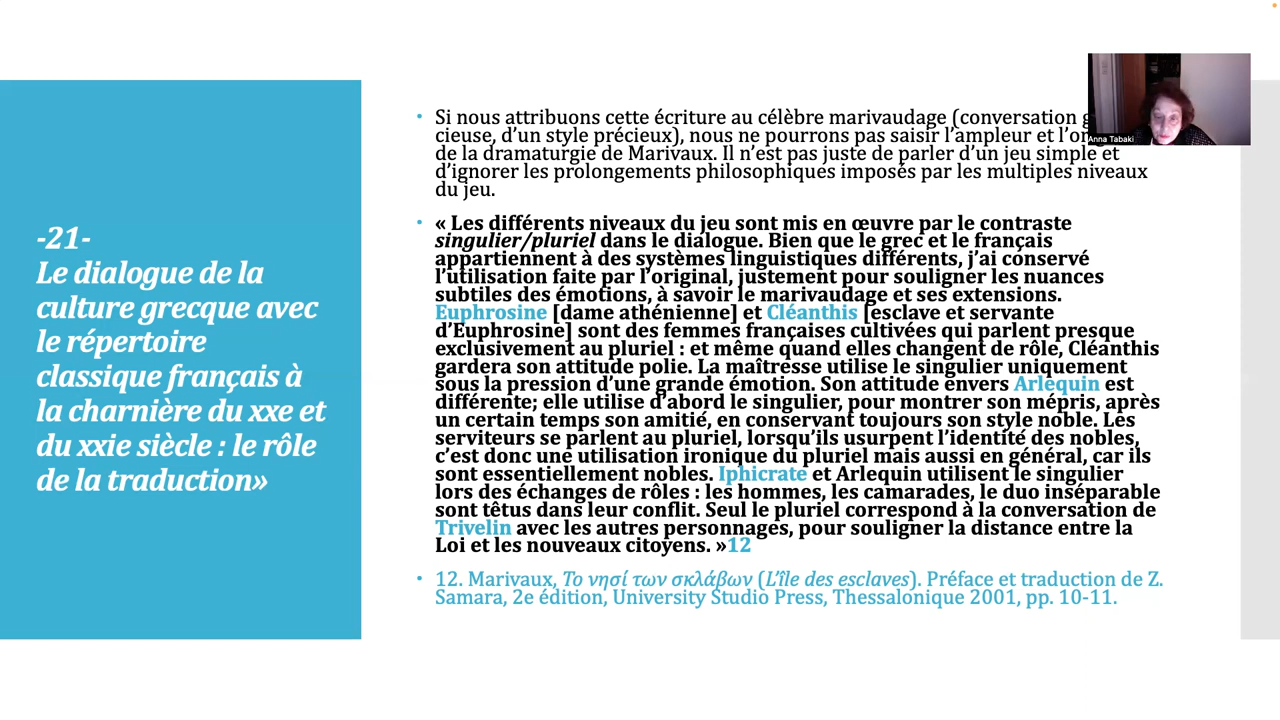 -21-
Le dialogue de la
culture grecque avec
le répertoire
classique français à
la charnière du xxe et
du xxie siècle : le rôle
de la traduction»
• Si nous attribuons cette écriture au célèbre marivaudage (conversation
cieuse, d’un style précieux), nous ne pourrons pas saisir l’ampleur et
de la dramaturgie de Marivaux. Il n’est pas juste de parler d’un jeu simple et
d’ignorer les prolongements philosophiques imposés par les multiples niveaux
du jeu.
• « Les différents niveaux du jeu sont mis en œuvre par le contraste
singulier/pluriel dans le dialogue. Bien que le grec et le français
appartiennent à des systèmes linguistiques différents, j’ai conservé
l’utilisation faite par l’original, justement pour souligner les nuances
subtiles des émotions, à savoir le marivaudage et ses extensions.
Euphrosine [dame athénienne] et Cléanthis [esclave et servante
d’Euphrosine] sont des femmes françaises cultivées qui parlent presque
exclusivement au pluriel : et même quand elles changent de rôle, Cléanthis
gardera son attitude polie. La maîtresse utilise le singulier uniquement
sous la pression d’une grande émotion. Son attitude envers Arlequin est
différente; elle utilise d’abord le singulier, pour montrer son mépris, après
un certain temps son amitié, en conservant toujours son style noble. Les
serviteurs se parlent au pluriel, lorsqu’ils usurpent l’identité des nobles,
c’est donc une utilisation ironique du pluriel mais aussi en général, car ils
sont essentiellement nobles. Iphicrate et Arlequin utilisent le singulier
lors des échanges de rôles : les hommes, les camarades, le duo inséparable
sont têtus dans leur conflit. Seul le pluriel correspond à la conversation de
Trivelin avec les autres personnages, pour souligner la distance entre la
Loi et les nouveaux citoyens. »12
• 12. Marivaux, Το νησί των σκλάβων (L’île des esclaves). Préface et traduction de Z.
Samara, 2e édition, University Studio Press, Thessalonique 2001, pp. 10-11.
Anna Tabaki